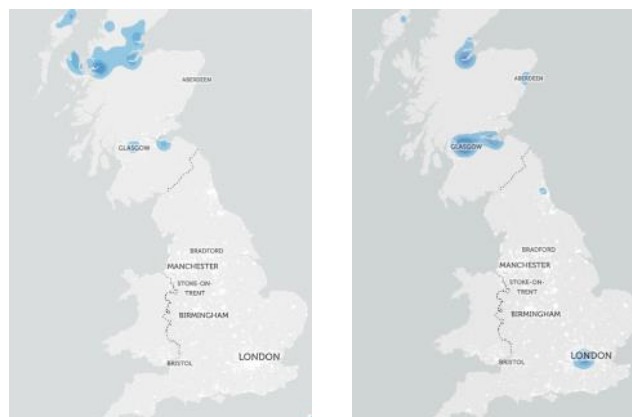 ABERDEEN
GLASGOW
BRADFORD
MANCHESTER
STOKE-ON-
TRENT
BIRMINGHAM
LONDON
BRISTOL
ABERDEEN
GLASGOW
BRADFORD
MANCHESTER
STOKE-ON-
TRENT
BIRMINGHAM
LONDON
BRISTOL